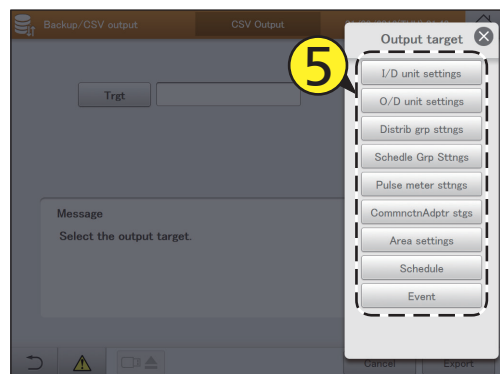 Backup/CSV output
CSV Output
Output target
5
I/D unit settings
O/D unit settings
Distrib grp sttngs
Schedle Grp Sttngs
Pulse meter sttngs
CommnctnAdptr stgs
Area settings
Schedule
Event
Trgt
Message
Select the output target.
Cancel
Export